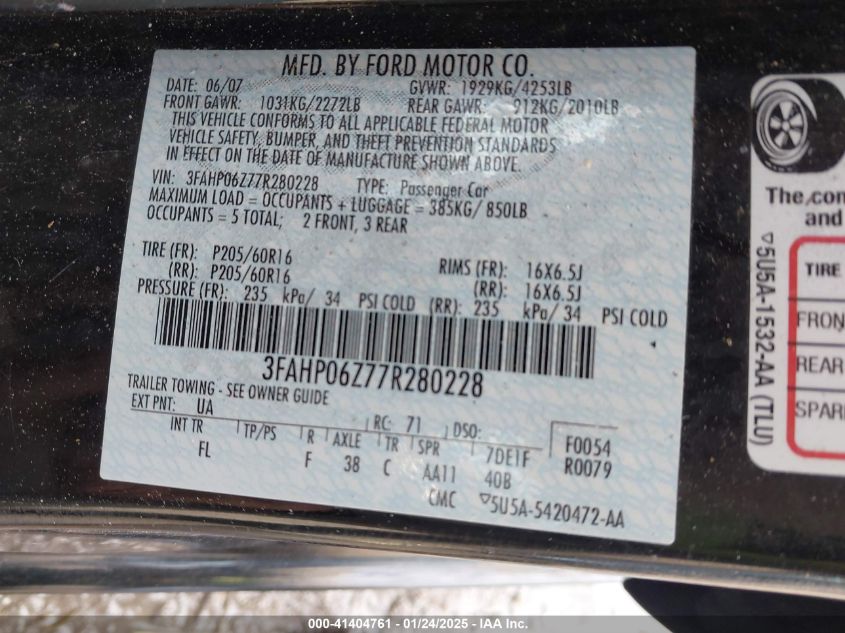 MFD. BY FORD MOTOR CO.
DATE: 06/07 GVWR: 1929KG/4253LB
FRONT GAWR: 1031KG/2272LB REAR GAWR: 912KG/2010LB
THIS VEHICLE CONFORMS TO ALL APPLICABLE FEDERAL MOTOR
VEHICLE SAFETY, BUMPER, AND THEFT PREVENTION STANDARDS
IN EFFECT ON THE DATE OF MANUFACTURE SHOWN ABOVE.
VIN: 3FAHP06Z77R280228 TYPE: Passenger Car
MAXIMUM LOAD = OCCUPANTS + LUGGAGE = 385KG/ 850LB
OCCUPANTS = 5 TOTAL; 2 FRONT, 3 REAR
TIRE (FR): P205/60R16 RIMS (FR): 16X6.5J
(RR): P205/60R16 (RR): 16X6.5J
PRESSURE (FR): 235 kPa/ 34 PSI COLD (RR): 235 kPa/ 34 PSI COLD
3FAHP06Z77R280228
TRAILER TOWING - SEE OWNER GUIDE
EXT PNT: UA RC: 71 DSO:
INT TR TP/PS R AXLE TR SPR 7DE1F F0054
FL F 38 C AA11 40B R0079
CMC ▽5U5A-5420472-AA
The com
and
TIRE
FRON
REAR
SPAR
▽5U5A-1532-AA (TLU)
000-41404761 - 01/24/2025 - IAA Inc.